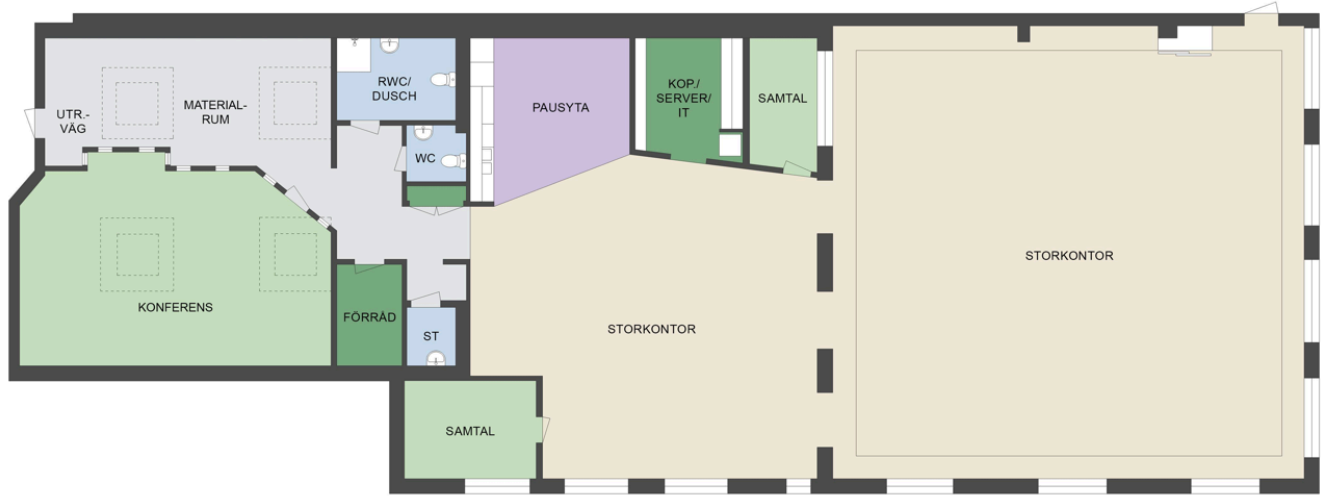 RWC/
DUSCH
KOP./
SERVER/
IT
SAMTAL
PAUSYTA
MATERIAL-
RUM
UTR.-
VÄG
WC
STORKONTOR
KONFERENS
FÖRRÅD
STORKONTOR
ST
SAMTAL